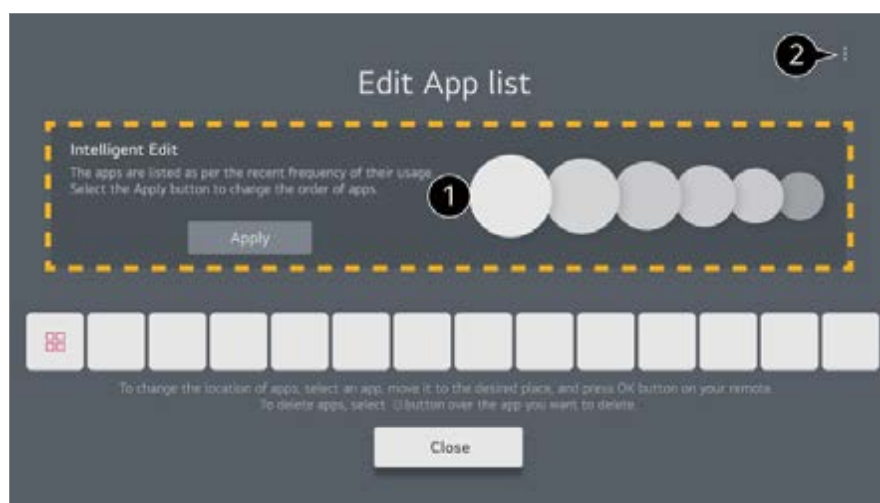 2
Edit App list
Intelligent Edit
The apps are listed as per the recent frequency of their usage.
Select the Apply button to change the order of apps.
1
Apply
To change the location of apps, select an app, move it to the desired place, and press OK button on your remote.
To delete apps, select button over the app you want to delete.
Close